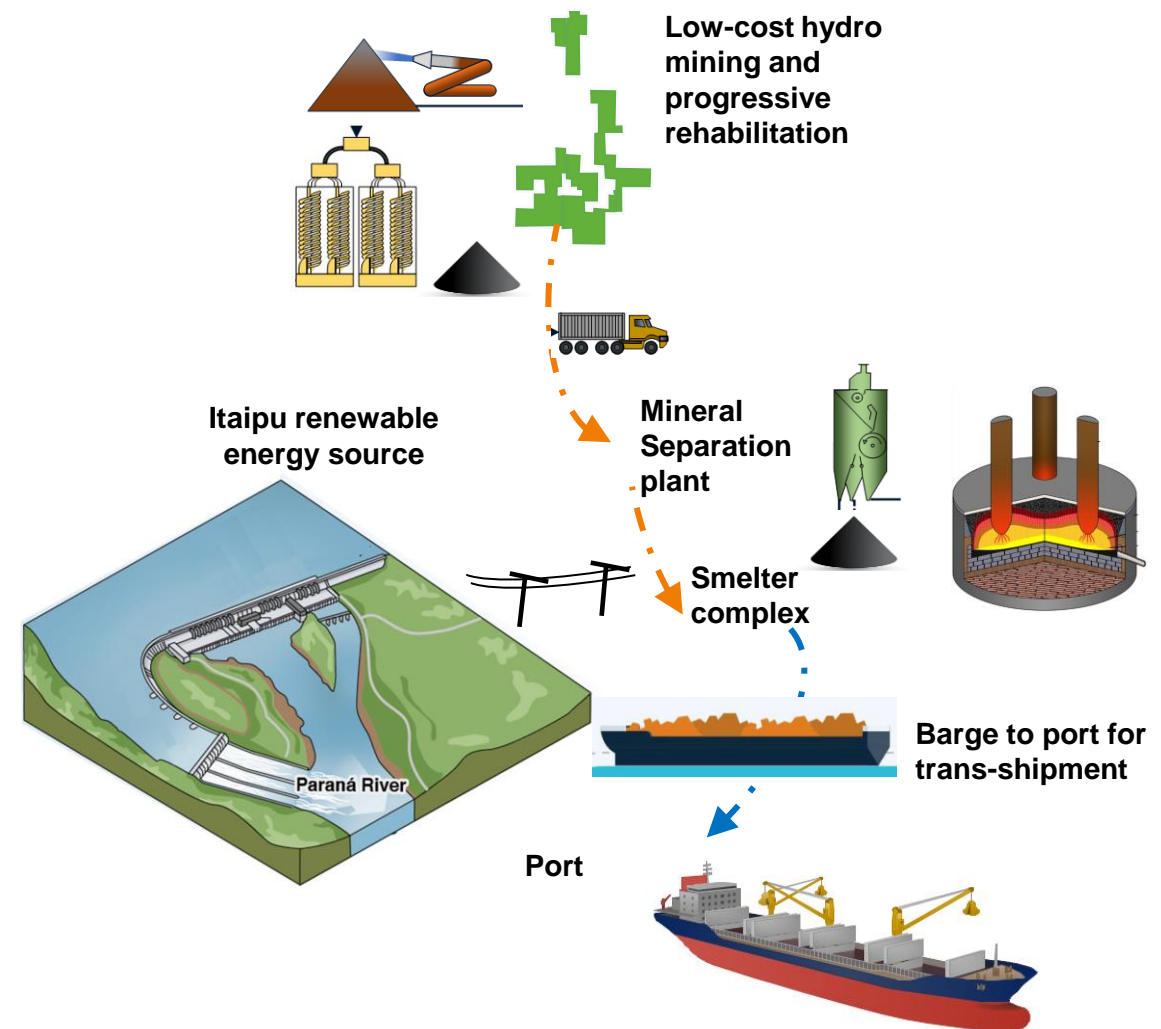 Low-cost hydro
mining and
progressive
rehabilitation
Itaipu renewable
energy source
Mineral
Separation
plant
Smelter
complex
Paraná River
Barge to port for
trans-shipment
Port